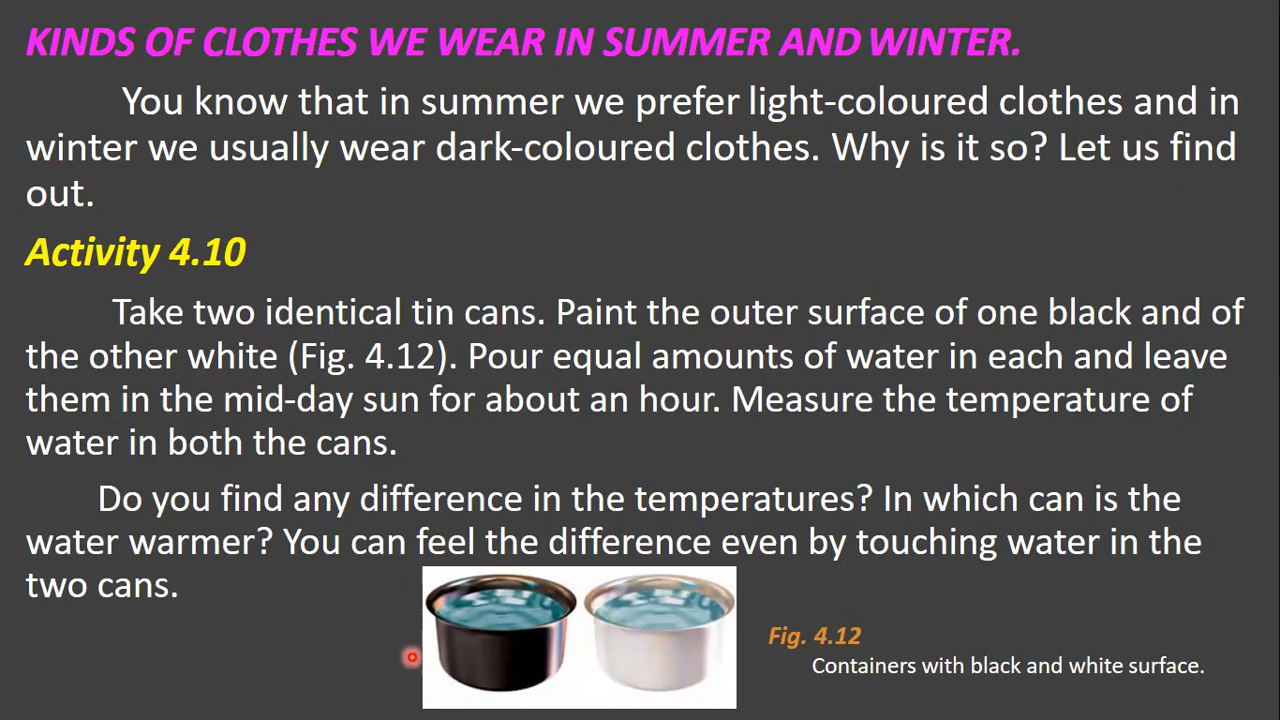 KINDS OF CLOTHES WE WEAR IN SUMMER AND WINTER.
You know that in summer we prefer light-coloured clothes and in
winter we usually wear dark-coloured clothes. Why is it so? Let us find
out.
Activity 4.10
Take two identical tin cans. Paint the outer surface of one black and of
the other white (Fig. 4.12). Pour equal amounts of water in each and leave
them in the mid-day sun for about an hour. Measure the temperature of
water in both the cans.
Do you find any difference in the temperatures? In which can is the
water warmer? You can feel the difference even by touching water in the
two cans.
Fig. 4.12
Containers with black and white surface.